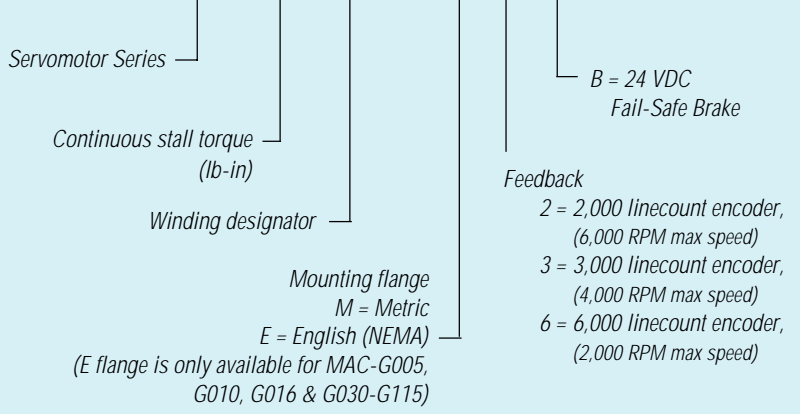 Servomotor Series
Continuous stall torque
(lb-in)
Winding designator
Mounting flange
M = Metric
E = English (NEMA)
(E flange is only available for MAC-G005,
G010, G016 & G030-G115)
B = 24 VDC
Fail-Safe Brake
Feedback
2 = 2,000 linecount encoder,
(6,000 RPM max speed)
3 = 3,000 linecount encoder,
(4,000 RPM max speed)
6 = 6,000 linecount encoder,
(2,000 RPM max speed)